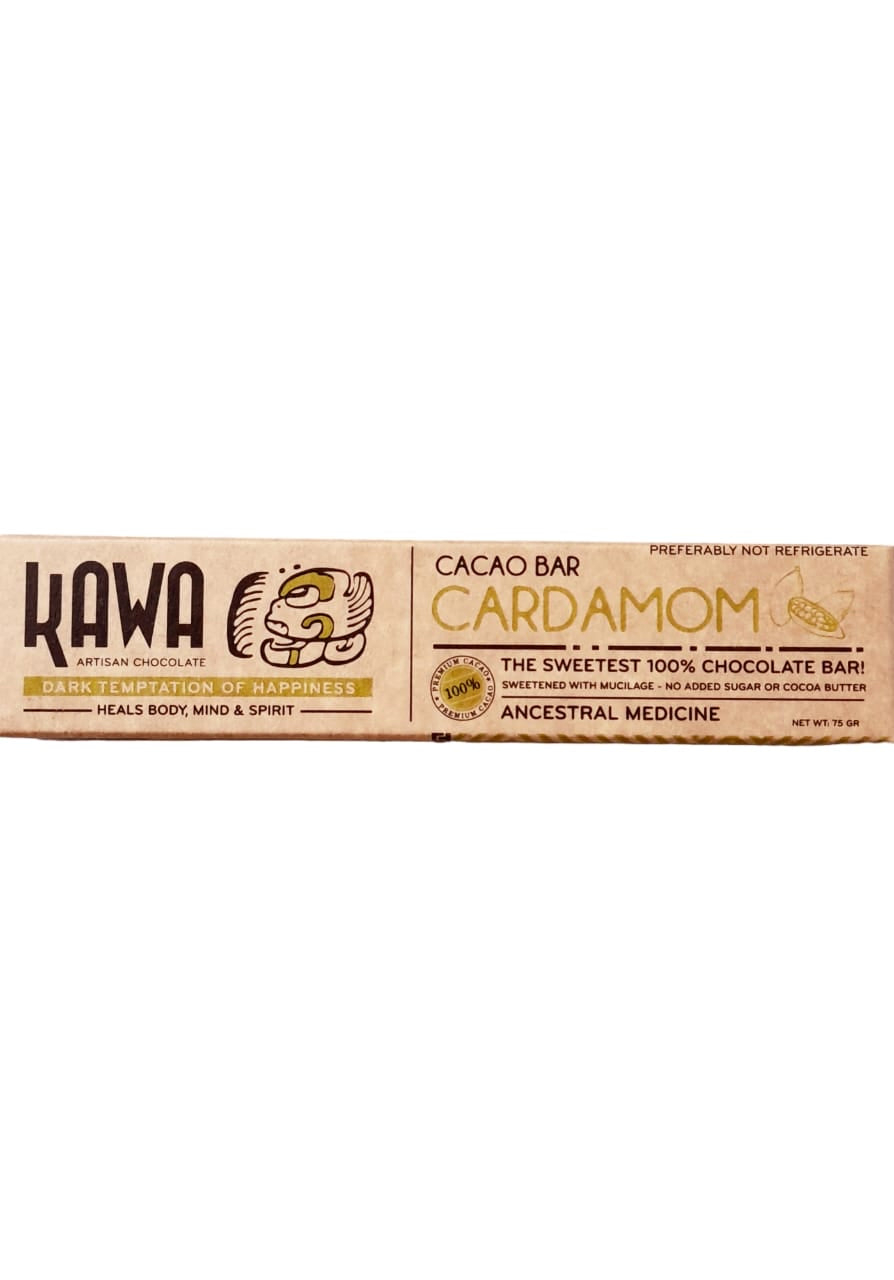 KAWA
ARTISAN CHOCOLATE
DARK TEMPTATION OF HAPPINESS
HEALS BODY, MIND & SPIRIT
PREFERABLY NOT REFRIGERATE
CACAO BAR
CARDAMOM
PREMIUM CACAO
100%
PREMIUM CACAO
THE SWEETEST 100% CHOCOLATE BAR!
SWEETENED WITH MUCILAGE - NO ADDED SUGAR OR COCOA BUTTER
ANCESTRAL MEDICINE
NET WT: 75 GR